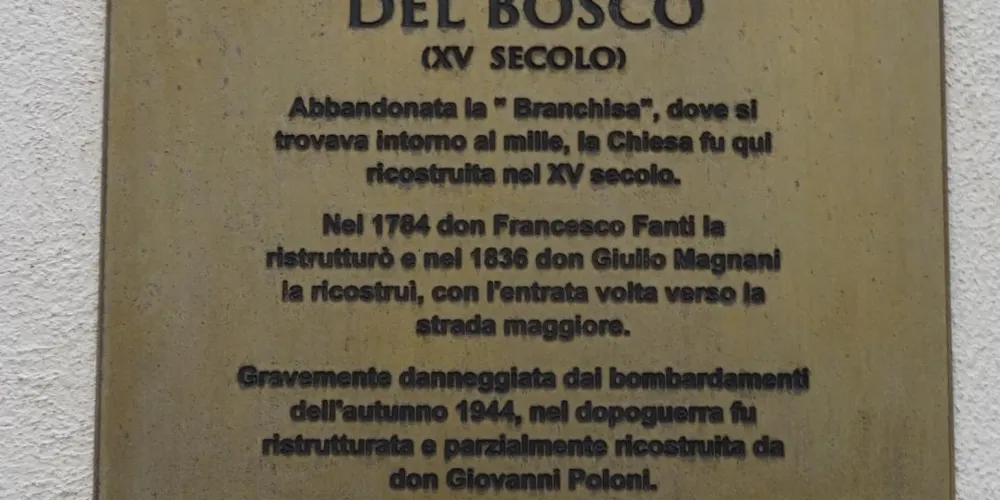 DEL BOSCO
(XV SECOLO)
Abbandonata la " Branchisa", dove si
trovava intorno al mille, la Chiesa fu qui
ricostruita nel XV secolo.
Nel 1784 don Francesco Fanti la
ristrutturò e nel 1836 don Giulio Magnani
la ricostruì, con l'entrata volta verso la
strada maggiore.
Gravemente danneggiata dai bombardamenti
dell'autunno 1944, nel dopoguerra fu
ristrutturata e parzialmente ricostruita da
don Giovanni Poloni.